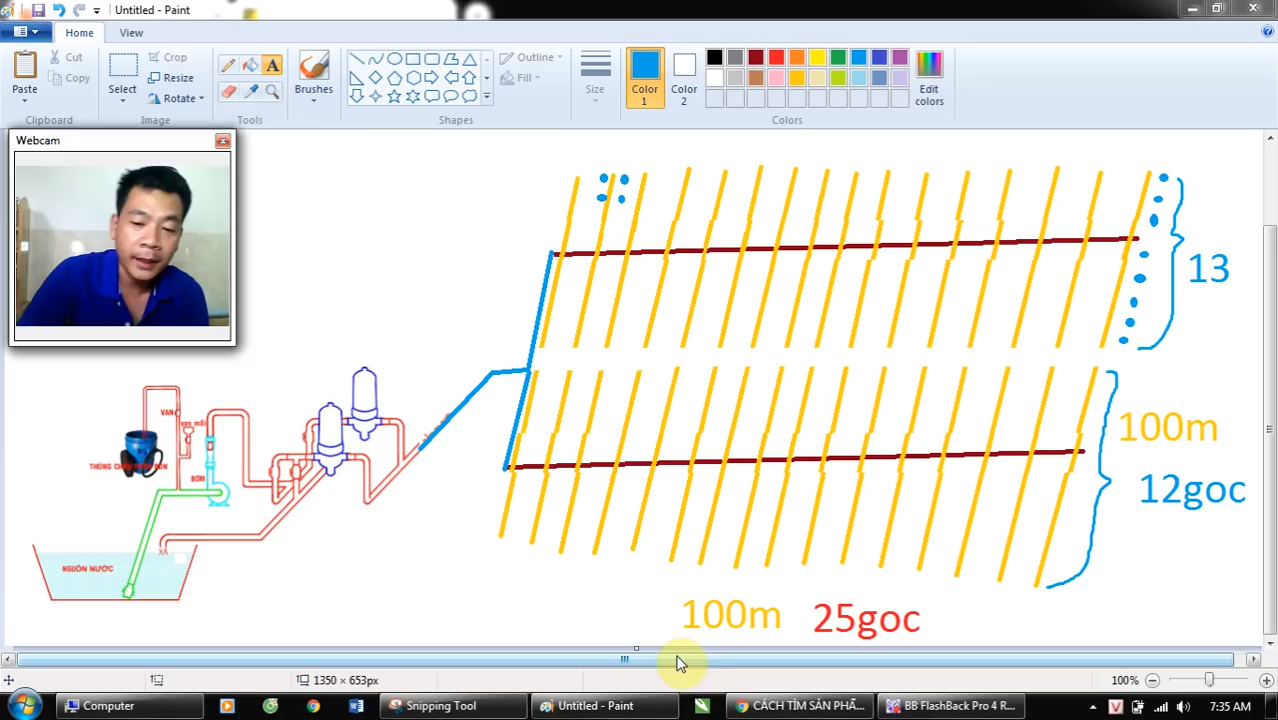 Untitled - Paint
Home
View
Cut
Copy
Paste
Clipboard
Select
Crop
Resize
Rotate
Image
Tools
Brushes
Shapes
Outline
Fill
Size
Color 1
Color 2
Edit colors
Colors
Webcam
13
100m
12goc
VAN
BƠM
NGUỒN NƯỚC
100m 25goc
1350 × 653px
100%
Computer
Snipping Tool
Untitled - Paint
CÁCH TÌM SẢN PHẨ...
BB FlashBack Pro 4 R...
V
7:35 AM